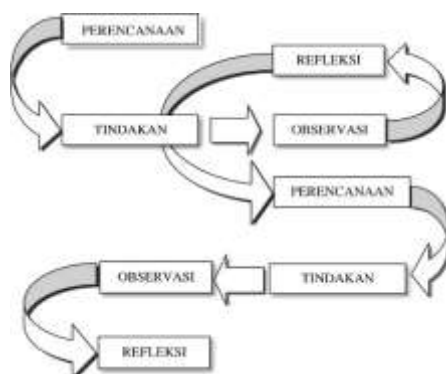 PERENCANAAN
REFLEKSI
TINDAKAN
OBSERVASI
PERENCANAAN
OBSERVASI
TINDAKAN
REFLEKSI